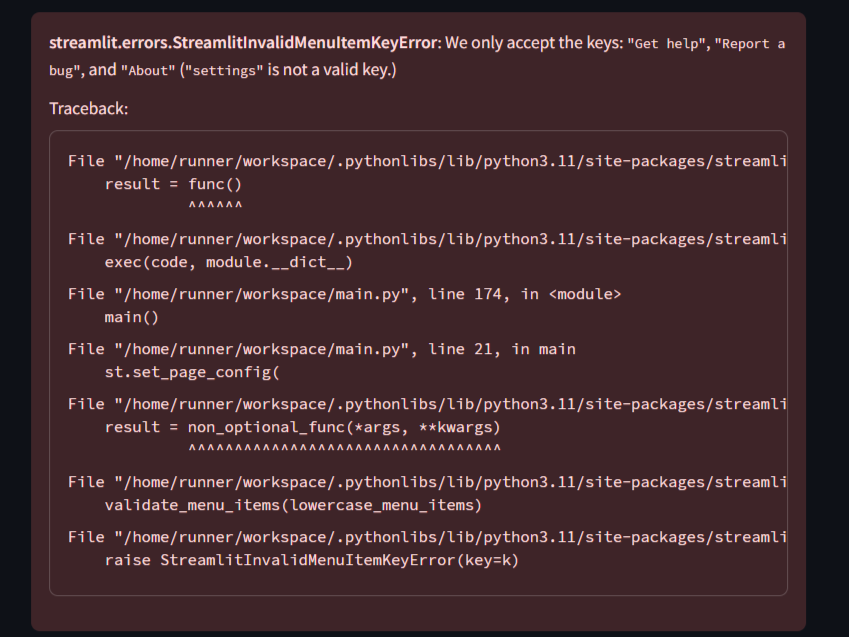 streamlit.errors.StreamlitInvalidMenuItemKeyError: We only accept the keys: "Get help", "Report a
bug", and "About" ("settings" is not a valid key.)
Traceback:
File "/home/runner/workspace/.pythonlibs/lib/python3.11/site-packages/streamli
result = func()
^^^^^^
File "/home/runner/workspace/.pythonlibs/lib/python3.11/site-packages/streamli
exec(code, module.__dict__)
File "/home/runner/workspace/main.py", line 174, in <module>
main()
File "/home/runner/workspace/main.py", line 21, in main
st.set_page_config(
File "/home/runner/workspace/.pythonlibs/lib/python3.11/site-packages/streamli
result = non_optional_func(*args, **kwargs)
^^^^^^^^^^^^^^^^^^^^^^^^^^^^^^^^^^
File "/home/runner/workspace/.pythonlibs/lib/python3.11/site-packages/streamli
validate_menu_items(lowercase_menu_items)
File "/home/runner/workspace/.pythonlibs/lib/python3.11/site-packages/streamli
raise StreamlitInvalidMenuItemKeyError(key=k)